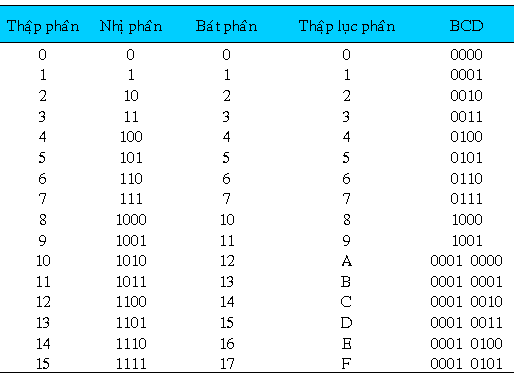 Thập phân Nhị phân Bát phân Thập lục phân BCD
0 0 0 0 0000
1 1 1 1 0001
2 10 2 2 0010
3 11 3 3 0011
4 100 4 4 0100
5 101 5 5 0101
6 110 6 6 0110
7 111 7 7 0111
8 1000 10 8 1000
9 1001 11 9 1001
10 1010 12 A 0001 0000
11 1011 13 B 0001 0001
12 1100 14 C 0001 0010
13 1101 15 D 0001 0011
14 1110 16 E 0001 0100
15 1111 17 F 0001 0101